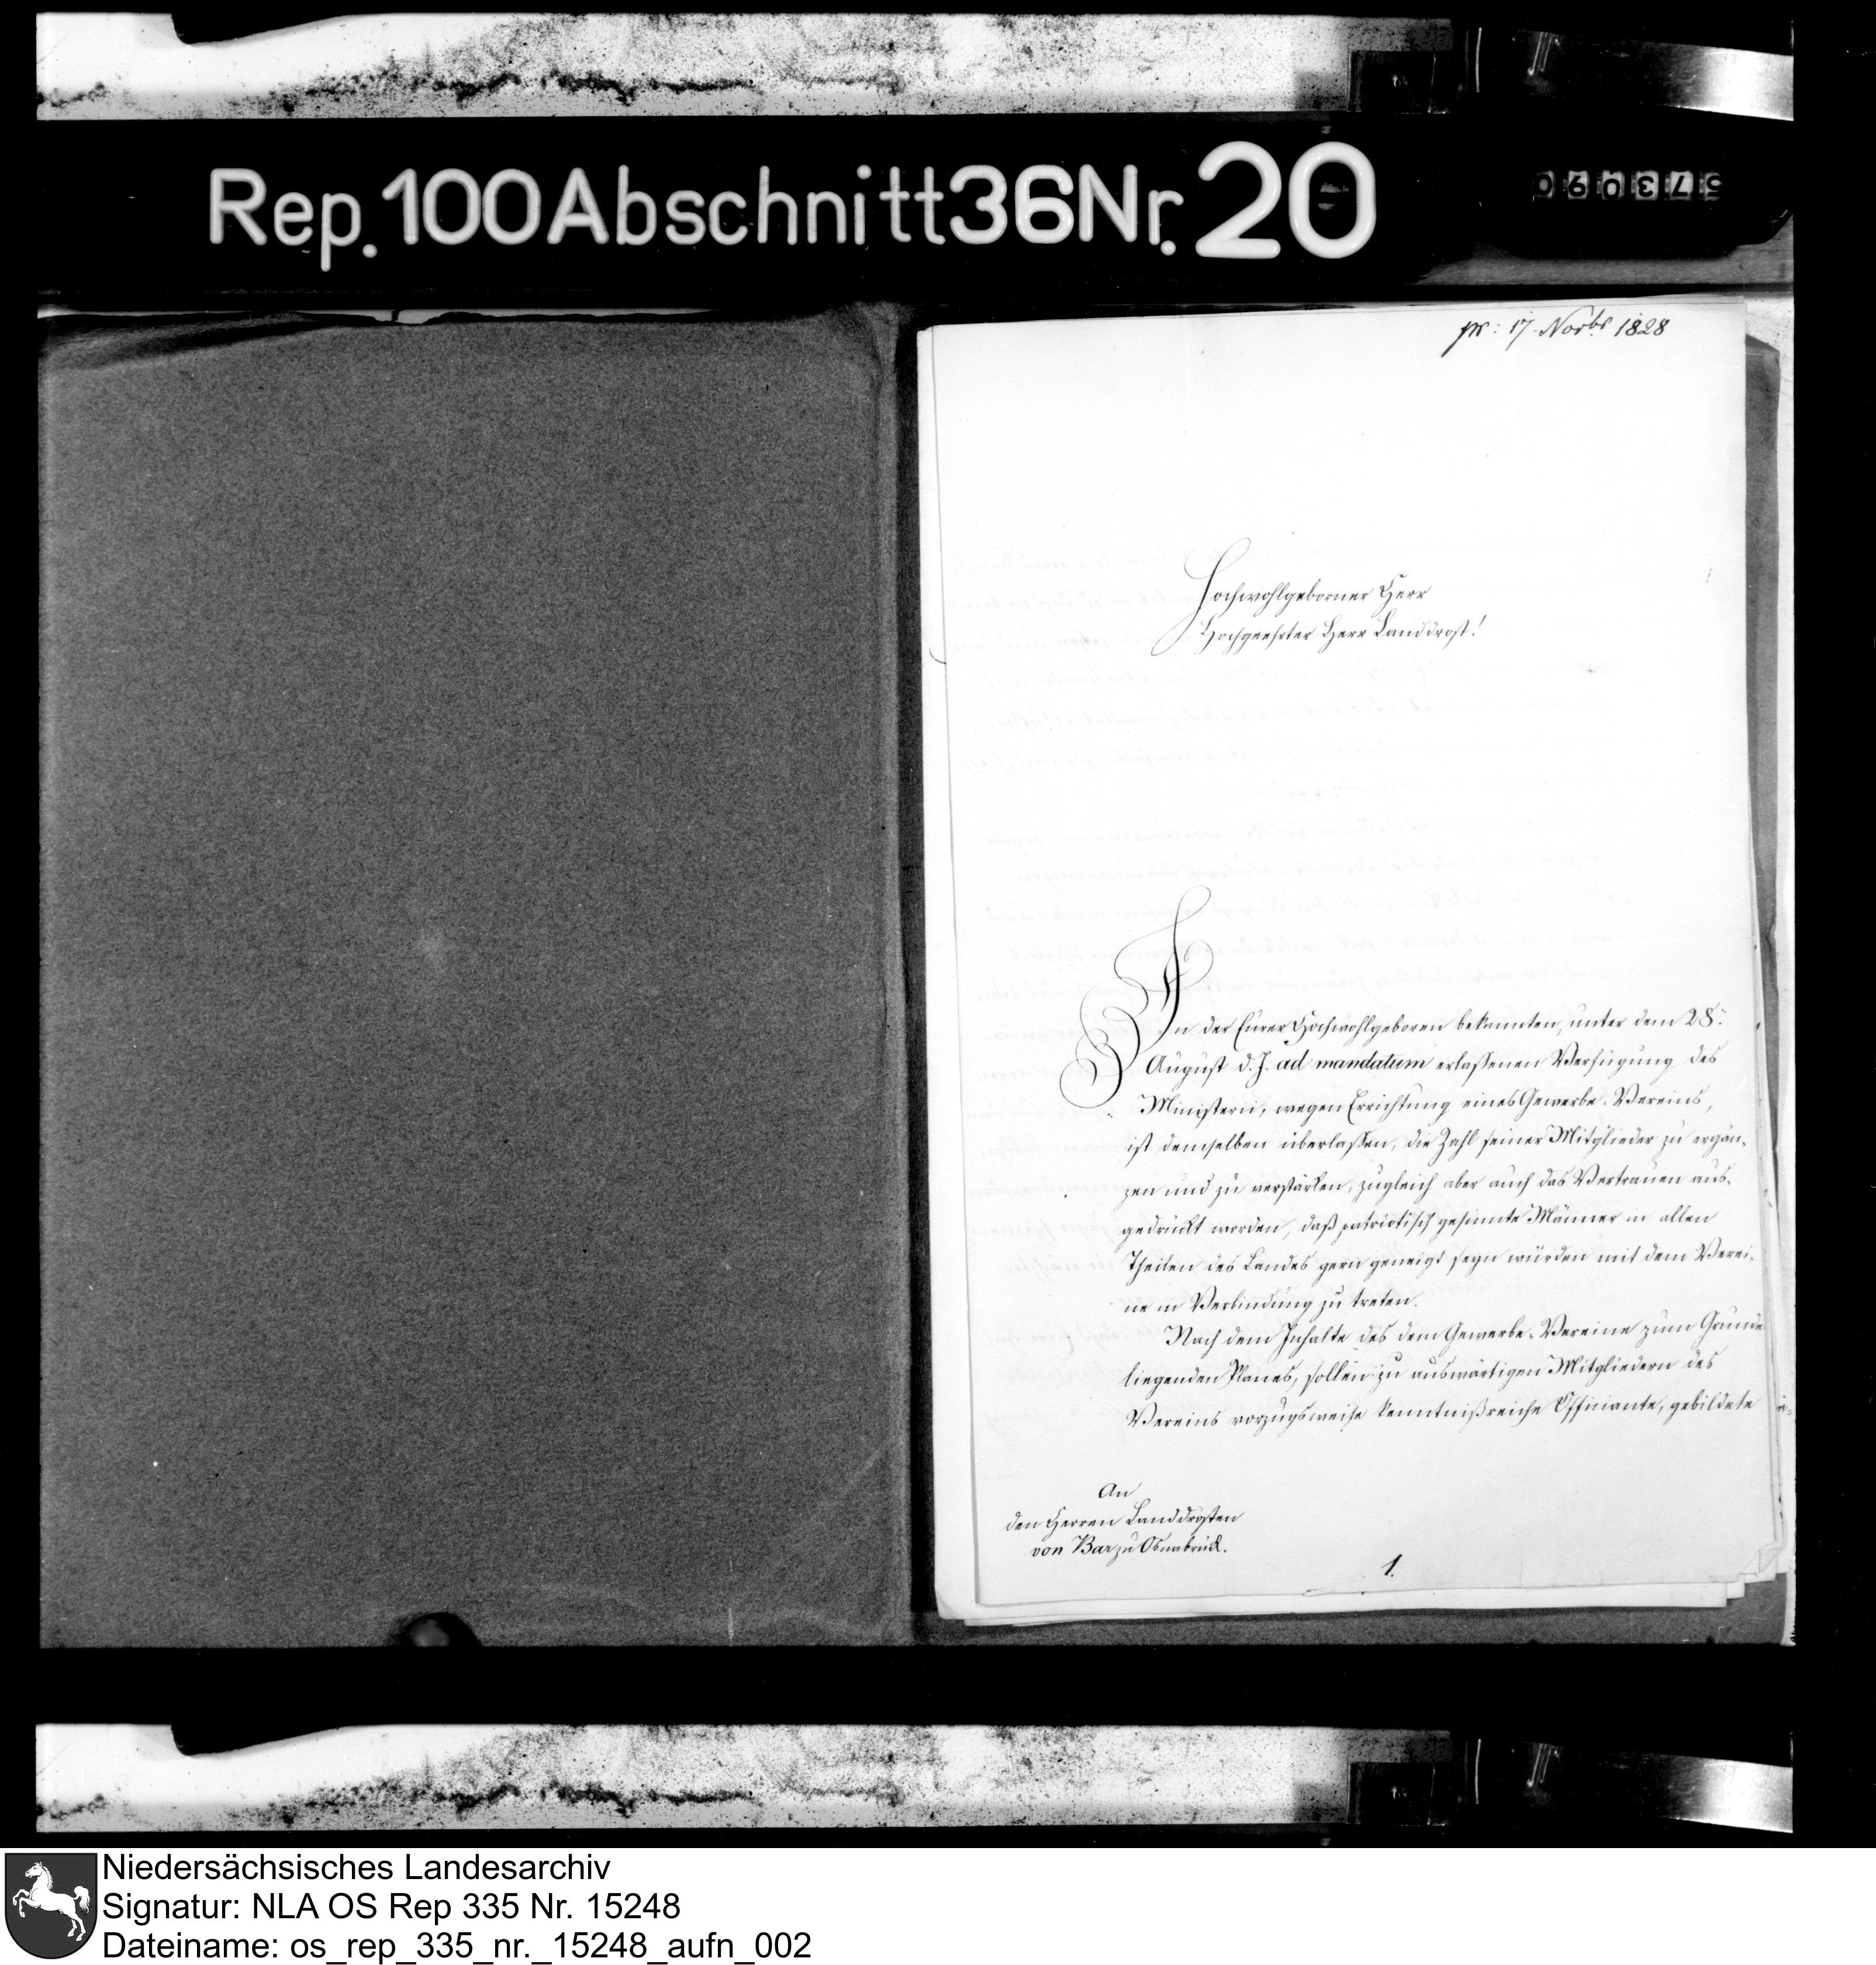 Rep. 100 Abschnitt 36 Nr. 20
pr: 17. Novbr 1828
Hochwohlgeborner Herr
Hochgeehrter Herr Landdrost!
In der Eurer Hochwohlgeboren bekannten, unter dem 28.
August d. J. ad mandatum erlassenen Verfügung des
Ministerii, wegen Errichtung eines Gewerbe-Vereins,
ist demselben überlassen, die Zahl seiner Mitglieder zu ergän-
zen und zu verstärken, zugleich aber auch das Vertrauen aus-
gedrückt worden, daß patriotisch gesinnte Männer in allen
Theilen des Landes gern geneigt seyn würden mit dem Verei-
ne in Verbindung zu treten.
Nach dem Inhalte des dem Gewerbe-Vereine zum Grunde
liegenden Planes, sollen zu auswärtigen Mitgliedern des
Vereins vorzugsweise kenntnißreiche Officiante, gebildete
An
den Herren Landdrosten
von Bar zu Osnabrück.
1.
Niedersächsisches Landesarchiv
Signatur: NLA OS Rep 335 Nr. 15248
Dateiname: os_rep_335_nr._15248_aufn_002